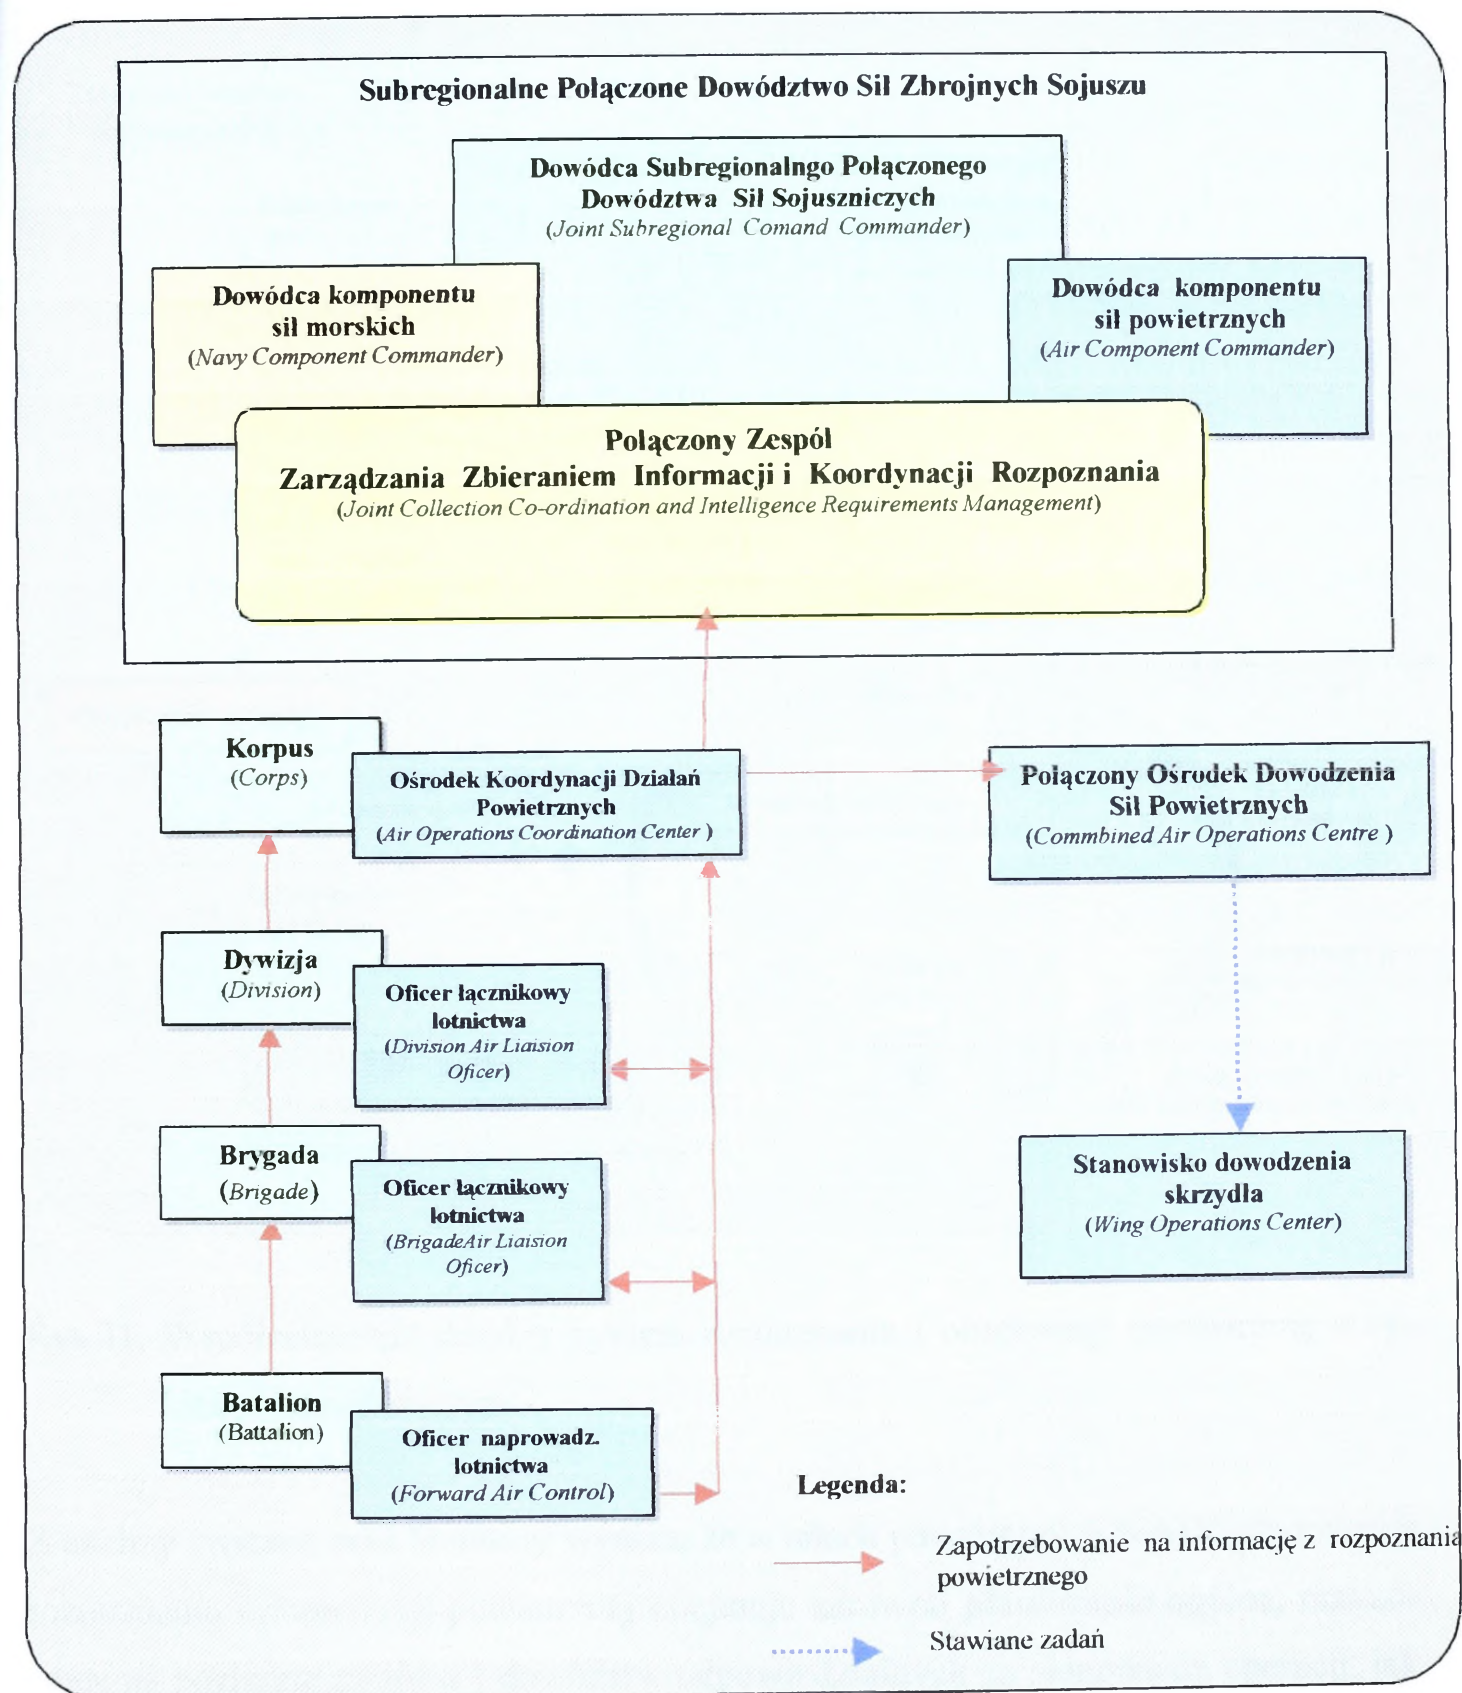 Subregionalne Połączone Dowództwo Sił Zbrojnych Sojuszu
Dowódca Subregionalngo Połączonego
Dowództwa Sił Sojuszniczych
(Joint Subregional Comand Commander)
Dowódca komponentu
sił morskich
(Navy Component Commander)
Dowódca komponentu
sił powietrznych
(Air Component Commander)
Połączony Zespół
Zarządzania Zbieraniem Informacji i Koordynacji Rozpoznania
(Joint Collection Co-ordination and Intelligence Requirements Management)
Korpus
(Corps)
Ośrodek Koordynacji Działań
Powietrznych
(Air Operations Coordination Center )
Połączony Ośrodek Dowodzenia
Sił Powietrznych
(Commbined Air Operations Centre )
Dywizja
(Division)
Oficer łącznikowy
lotnictwa
(Division Air Liaision
Oficer)
Brygada
(Brigade)
Oficer łącznikowy
lotnictwa
(BrigadeAir Liaision
Oficer)
Stanowisko dowodzenia
skrzydła
(Wing Operations Center)
Batalion
(Battalion)
Oficer naprowadz.
lotnictwa
(Forward Air Control)
Legenda:
Zapotrzebowanie na informację z rozpoznania
powietrznego
Stawiane zadań